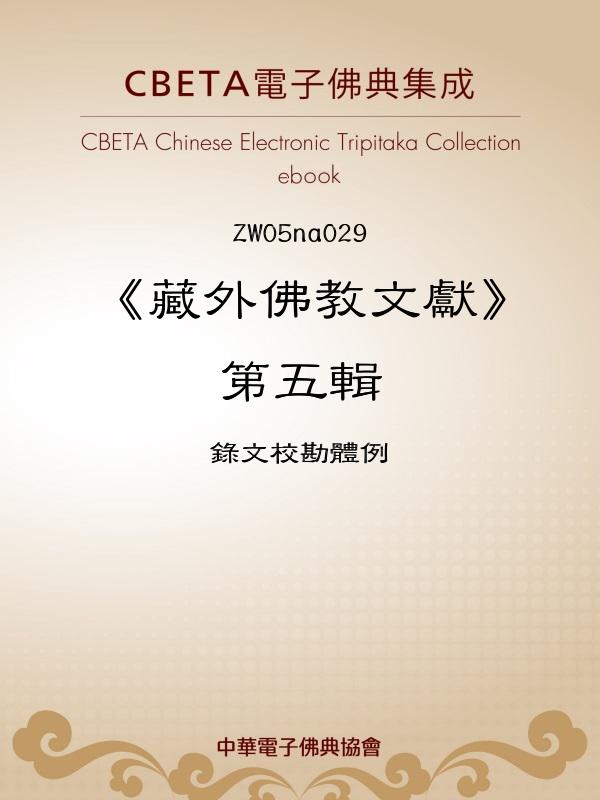 CBETA電子佛典集成
CBETA Chinese Electronic Tripitaka Collection
ebook
ZW05na029
《藏外佛教文獻》
第五輯
錄文校勘體例
中華電子佛典協會